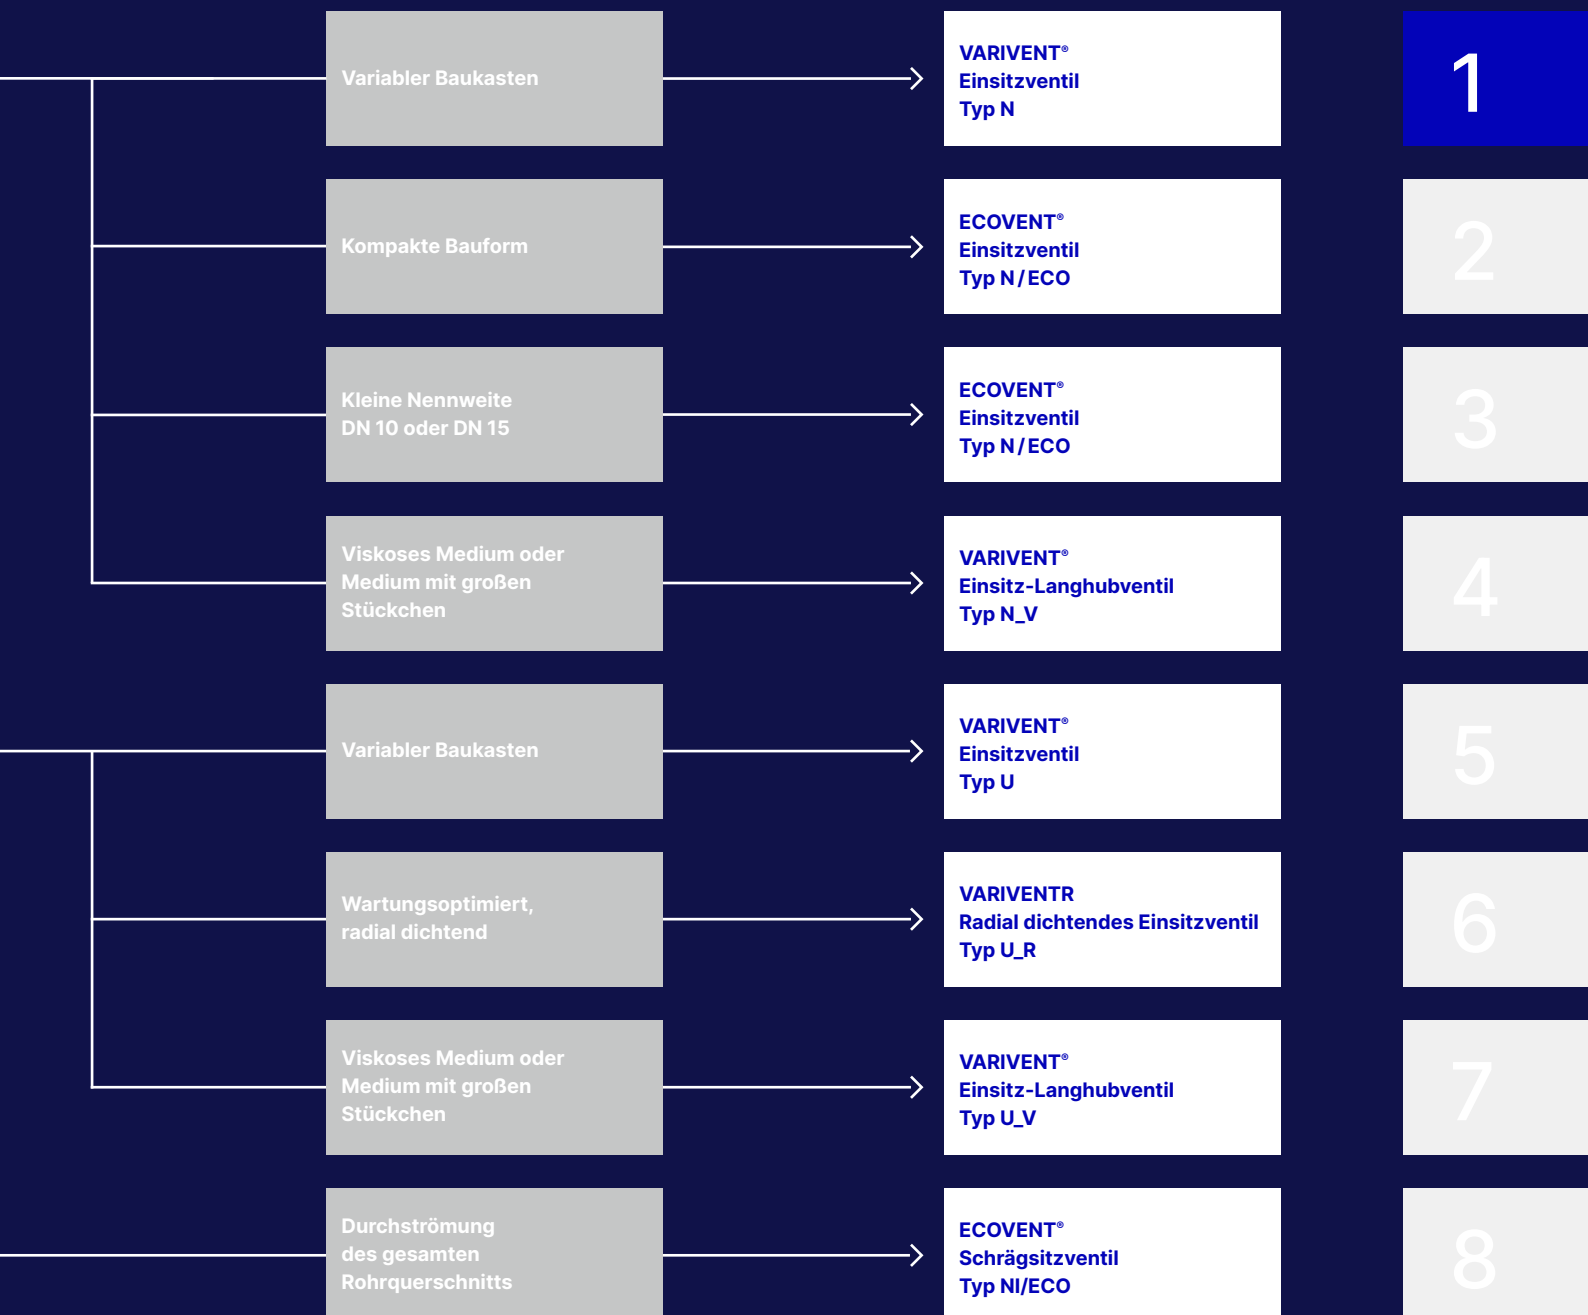 Variabler Baukasten
VARIVENT®
Einsitzventil
Typ N
1
Kompakte Bauform
ECOVENT®
Einsitzventil
Typ N/ECO
2
Kleine Nennweite
DN 10 oder DN 15
ECOVENT®
Einsitzventil
Typ N/ECO
3
Viskoses Medium oder
Medium mit großen
Stückchen
VARIVENT®
Einsitz-Langhubventil
Typ N_V
4
Variabler Baukasten
VARIVENT®
Einsitzventil
Typ U
5
Wartungsoptimiert,
radial dichtend
VARIVENTR
Radial dichtendes Einsitzventil
Typ U_R
6
Viskoses Medium oder
Medium mit großen
Stückchen
VARIVENT®
Einsitz-Langhubventil
Typ U_V
7
Durchströmung
des gesamten
Rohrquerschnitts
ECOVENT®
Schrägsitzventil
Typ NI/ECO
8